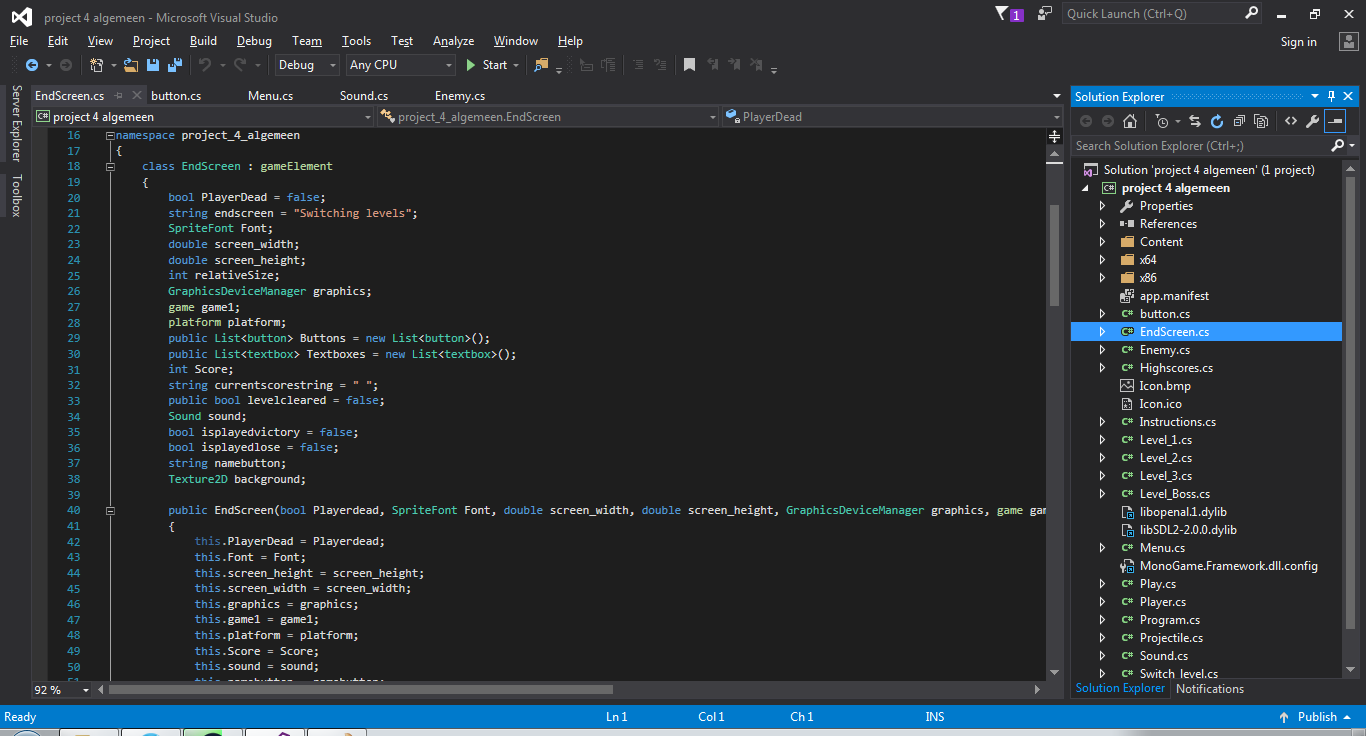 project 4 algemeen - Microsoft Visual Studio
1
Quick Launch (Ctrl+Q)
File Edit View Project Build Debug Team Tools Test Analyze Window Help
Sign in
Debug Any CPU Start
Server Explorer
Toolbox
EndScreen.cs button.cs Menu.cs Sound.cs Enemy.cs
project 4 algemeen project_4_algemeen.EndScreen PlayerDead
16 namespace project_4_algemeen
17 {
18 class EndScreen : gameElement
19 {
20 bool PlayerDead = false;
21 string endscreen = "Switching levels";
22 SpriteFont Font;
23 double screen_width;
24 double screen_height;
25 int relativeSize;
26 GraphicsDeviceManager graphics;
27 game game1;
28 platform platform;
29 public List<button> Buttons = new List<button>();
30 public List<textbox> Textboxes = new List<textbox>();
31 int Score;
32 string currentscorestring = " ";
33 public bool levelcleared = false;
34 Sound sound;
35 bool isplayedvictory = false;
36 bool isplayedlose = false;
37 string namebutton;
38 Texture2D background;
39
40 public EndScreen(bool Playerdead, SpriteFont Font, double screen_width, double screen_height, GraphicsDeviceManager graphics, game gam
41 {
42 this.PlayerDead = Playerdead;
43 this.Font = Font;
44 this.screen_height = screen_height;
45 this.screen_width = screen_width;
46 this.graphics = graphics;
47 this.game1 = game1;
48 this.platform = platform;
49 this.Score = Score;
50 this.sound = sound;
92 %
Solution Explorer
Search Solution Explorer (Ctrl+;)
Solution 'project 4 algemeen' (1 project)
project 4 algemeen
Properties
References
Content
x64
x86
app.manifest
C# button.cs
C# EndScreen.cs
C# Enemy.cs
C# Highscores.cs
Icon.bmp
Icon.ico
C# Instructions.cs
C# Level_1.cs
C# Level_2.cs
C# Level_3.cs
C# Level_Boss.cs
libopenal.1.dylib
libSDL2-2.0.0.dylib
C# Menu.cs
MonoGame.Framework.dll.config
C# Play.cs
C# Player.cs
C# Program.cs
C# Projectile.cs
C# Sound.cs
C# Switch_level.cs
Solution Explorer Notifications
Ready Ln 1 Col 1 Ch 1 INS Publish